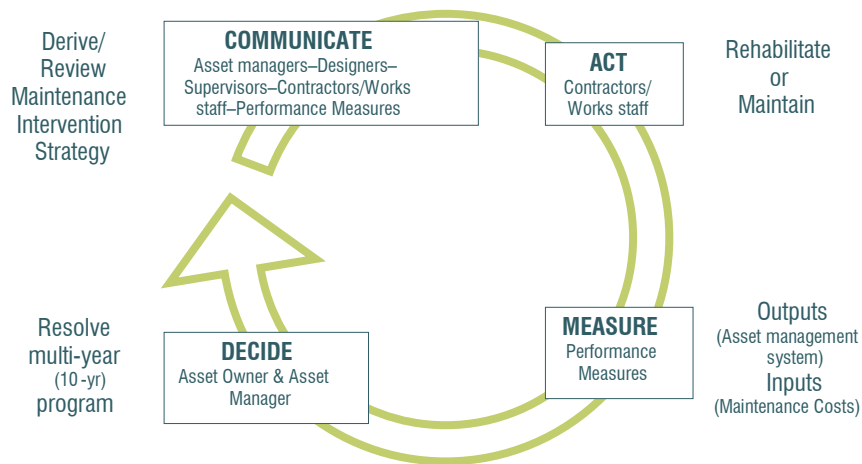 Derive/
Review
Maintenance
Intervention
Strategy
COMMUNICATE
Asset managers–Designers–
Supervisors–Contractors/Works
staff–Performance Measures
ACT
Contractors/
Works staff
Rehabilitate
or
Maintain
Resolve
multi-year
(10-yr)
program
DECIDE
Asset Owner & Asset
Manager
MEASURE
Performance
Measures
Outputs
(Asset management
system)
Inputs
(Maintenance Costs)